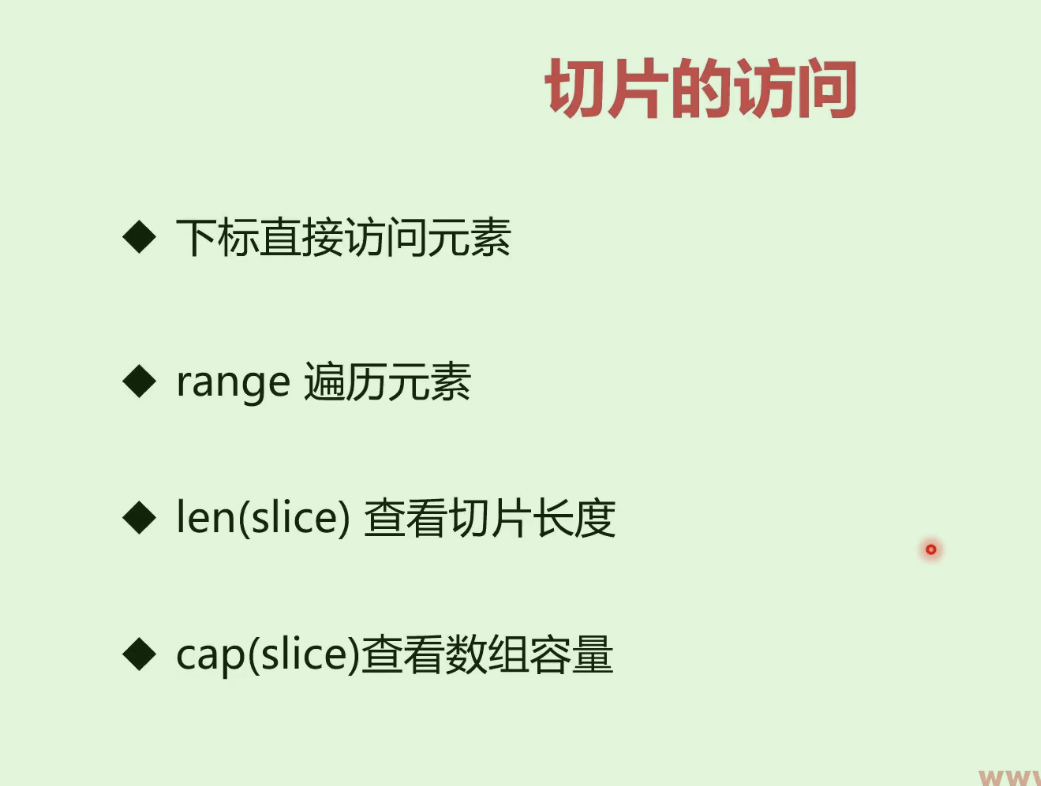 切片的访问
下标直接访问元素
range 遍历元素
len(slice) 查看切片长度
cap(slice)查看数组容量